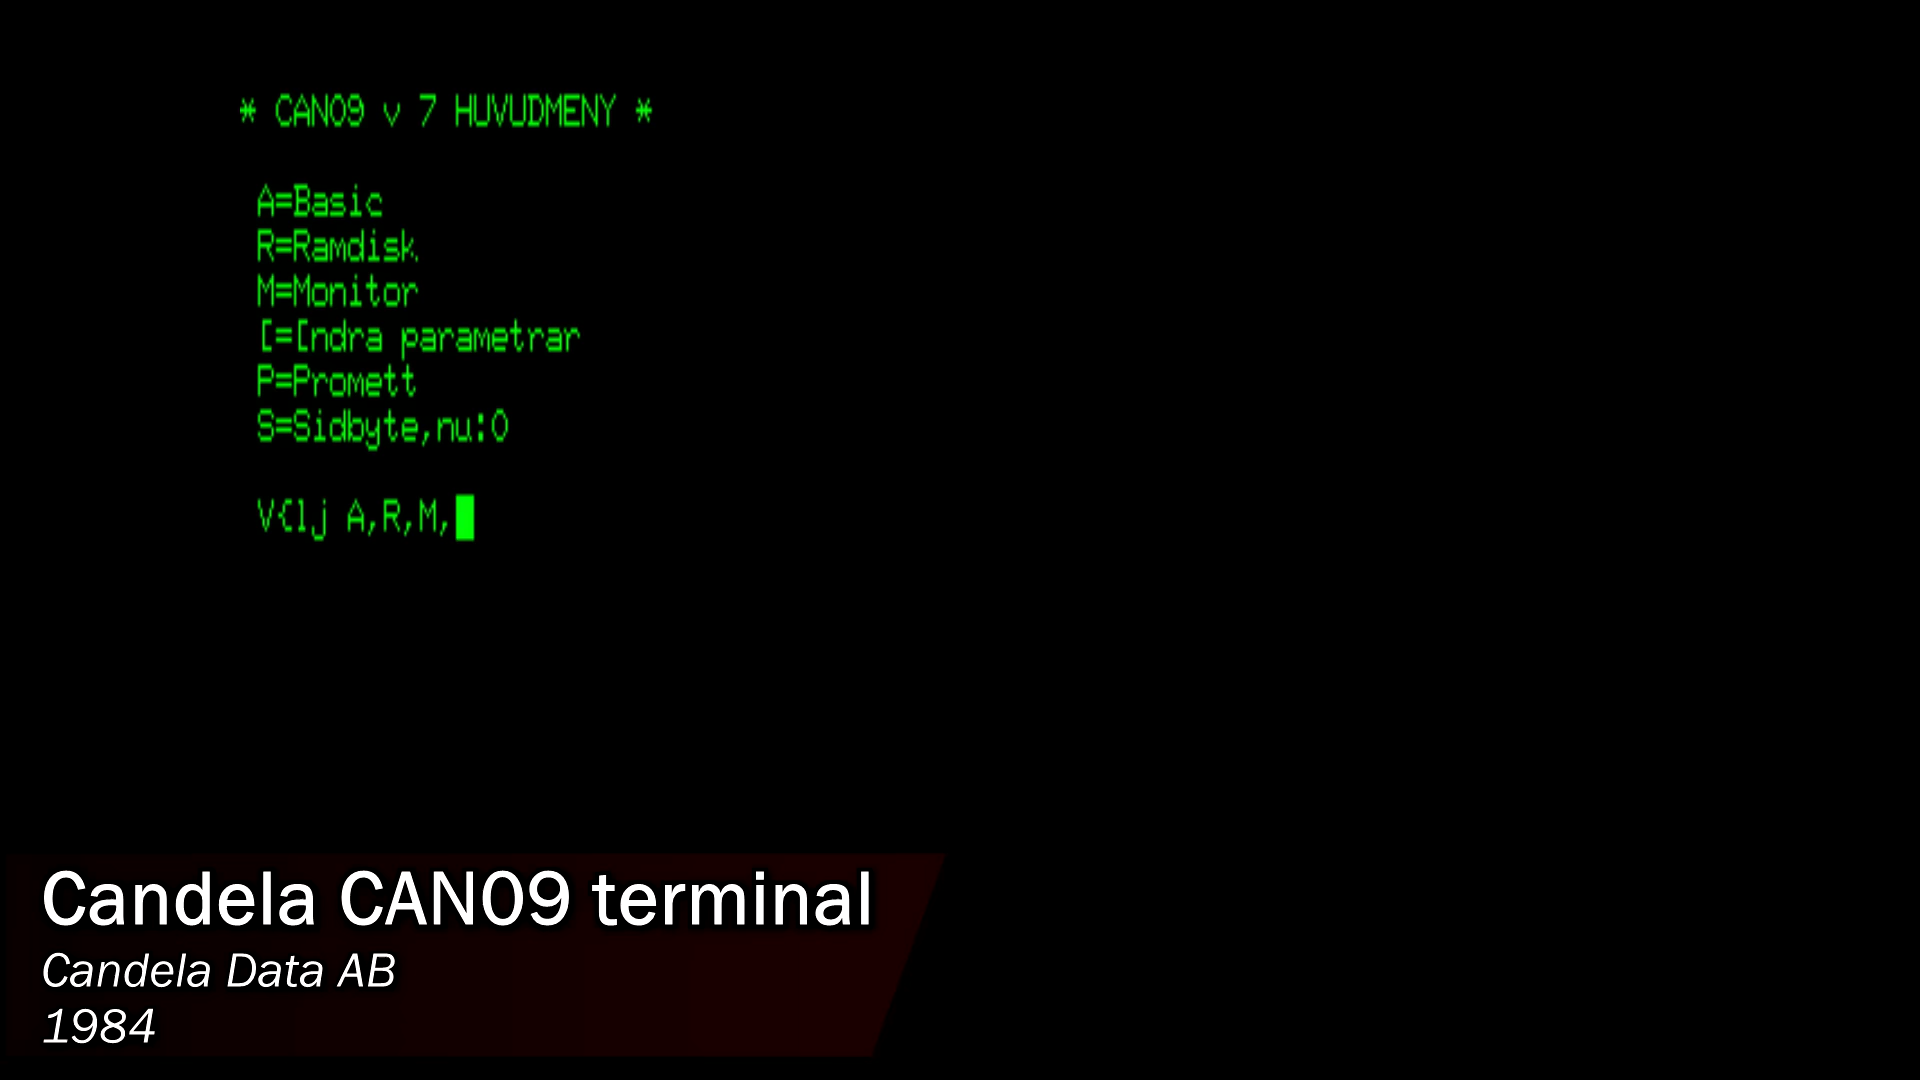 * CAN09 v 7 HUVUDMENY *
A=Basic
R=Ramdisk
M=Monitor
[=[ndra parametrar
P=Promett
S=Sidbyte,nu:0
V{lj A,R,M,
Candela CAN09 terminal
Candela Data AB
1984